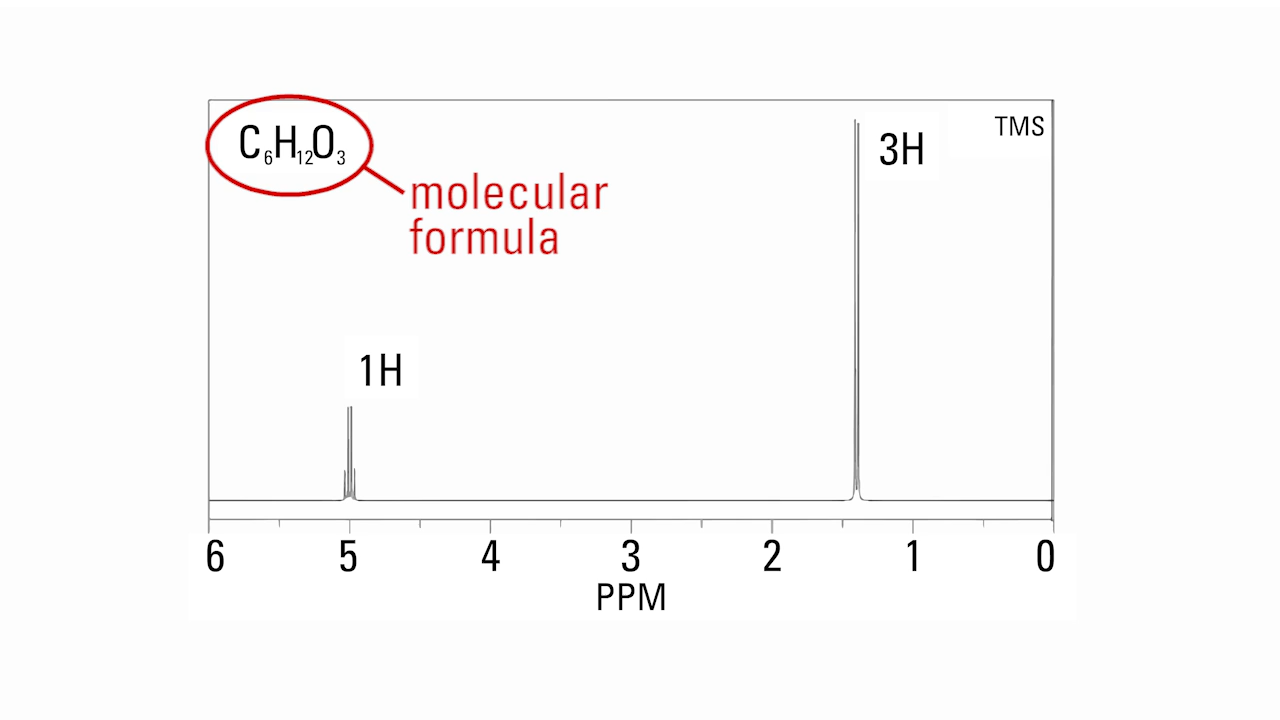 C₆H₁₂O₃
TMS
3H
molecular
formula
1H
6 5 4 3 2 1 0
PPM